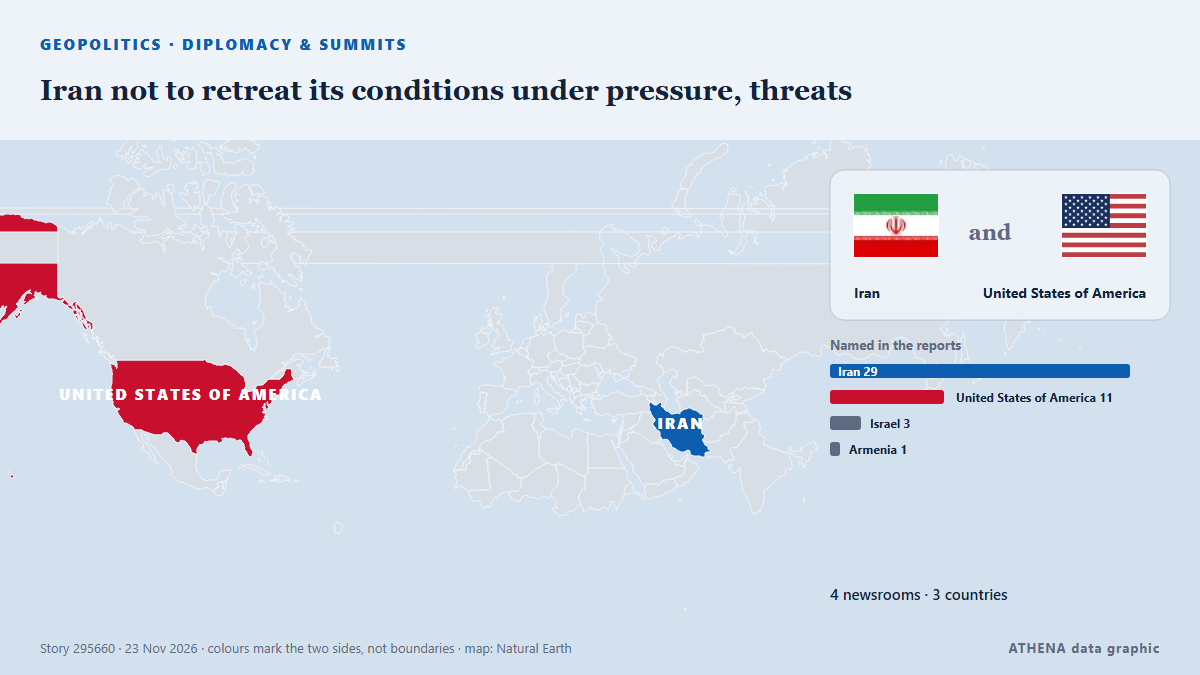 GEOPOLITICS · DIPLOMACY & SUMMITS
Iran not to retreat its conditions under pressure, threats
and
Iran
United States of America
Named in the reports
Iran 29
United States of America 11
Israel 3
Armenia 1
UNITED STATES OF AMERICA
IRAN
4 newsrooms · 3 countries
Story 295660 · 23 Nov 2026 · colours mark the two sides, not boundaries · map: Natural Earth
ATHENA data graphic